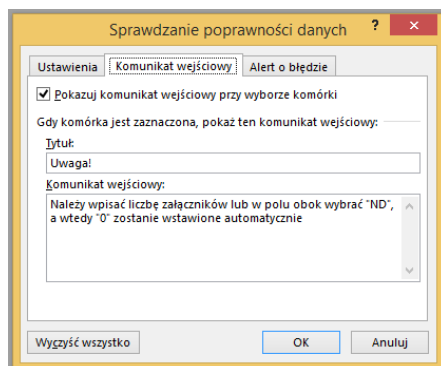 Sprawdzanie poprawności danych ? ×
Ustawienia Komunikat wejściowy Alert o błędzie
Pokazuj komunikat wejściowy przy wyborze komórki
Gdy komórka jest zaznaczona, pokaż ten komunikat wejściowy:
Tytuł:
Uwaga!
Komunikat wejściowy:
Należy wpisać liczbę załączników lub w polu obok wybrać "ND",
a wtedy "0" zostanie wstawione automatycznie
Wyczyść wszystko OK Anuluj